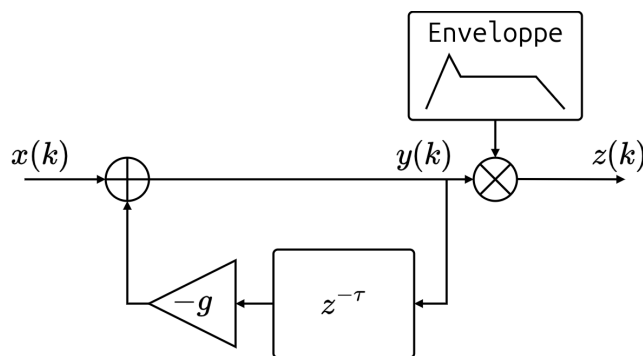 Enveloppe
x(k)
y(k)
z(k)
−g
z^{−τ}